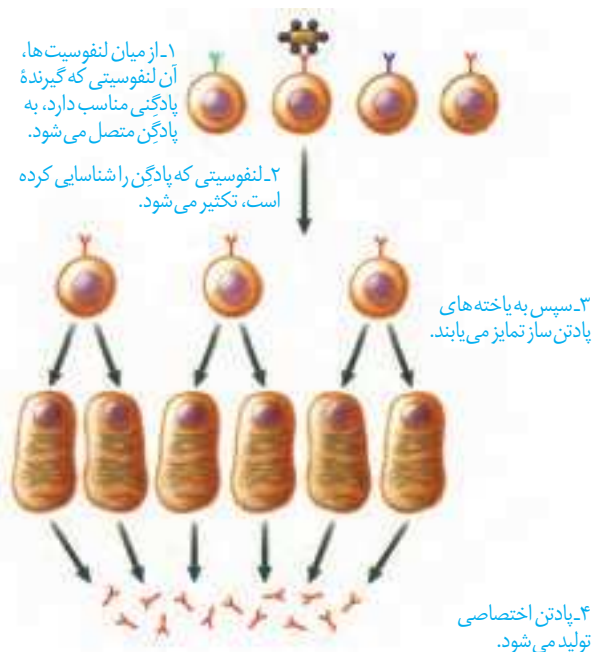 ۱ـ از میان لنفوسیت‌ها،
آن لنفوسیتی که گیرندهٔ
پادگِنی مناسب دارد، به
پادگِن متصل می‌شود.
۲ـ لنفوسیتی که پادگِن را شناسایی کرده
است، تکثیر می‌شود.
۳ـ سپس به یاخته‌های
پادتن ساز تمایز می‌یابند.
۴ـ پادتن اختصاصی
تولید می‌شود.